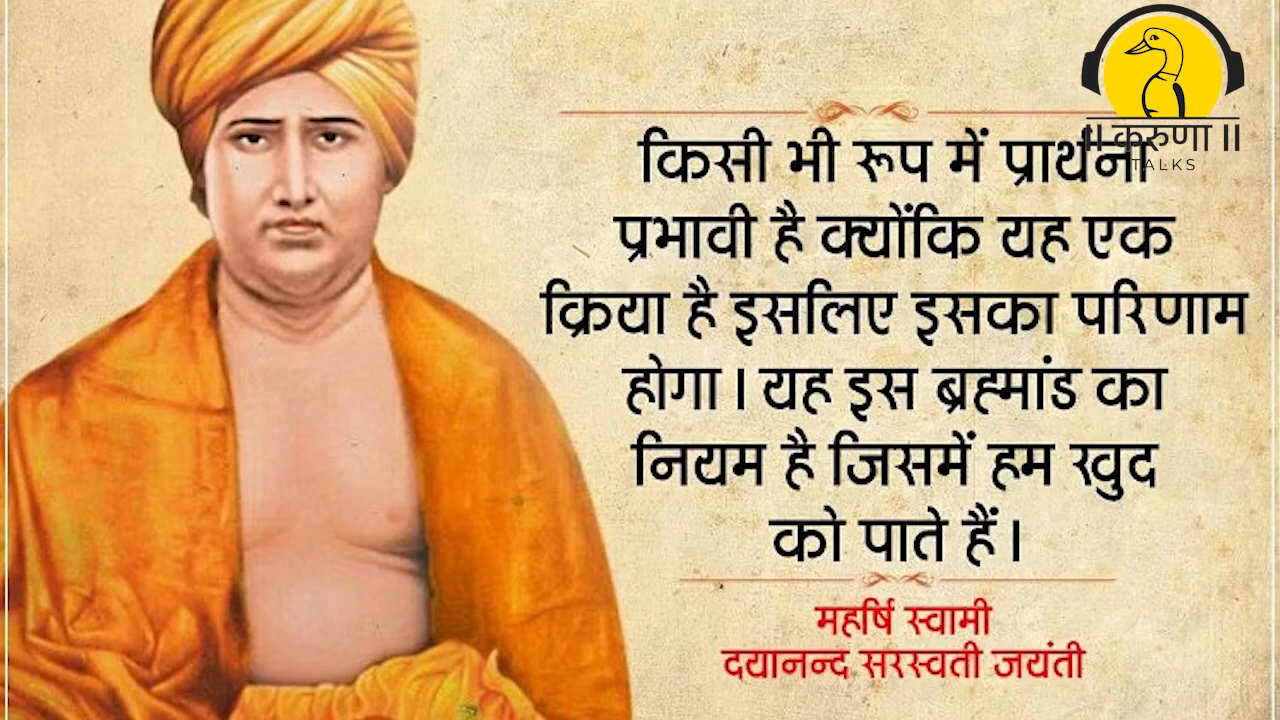 ॥ करुणा ॥
TALKS
किसी भी रूप में प्रार्थना
प्रभावी है क्योंकि यह एक
क्रिया है इसलिए इसका परिणाम
होगा। यह इस ब्रह्मांड का
नियम है जिसमें हम खुद
को पाते हैं।
महर्षि स्वामी
दयानन्द सरस्वती जयंती